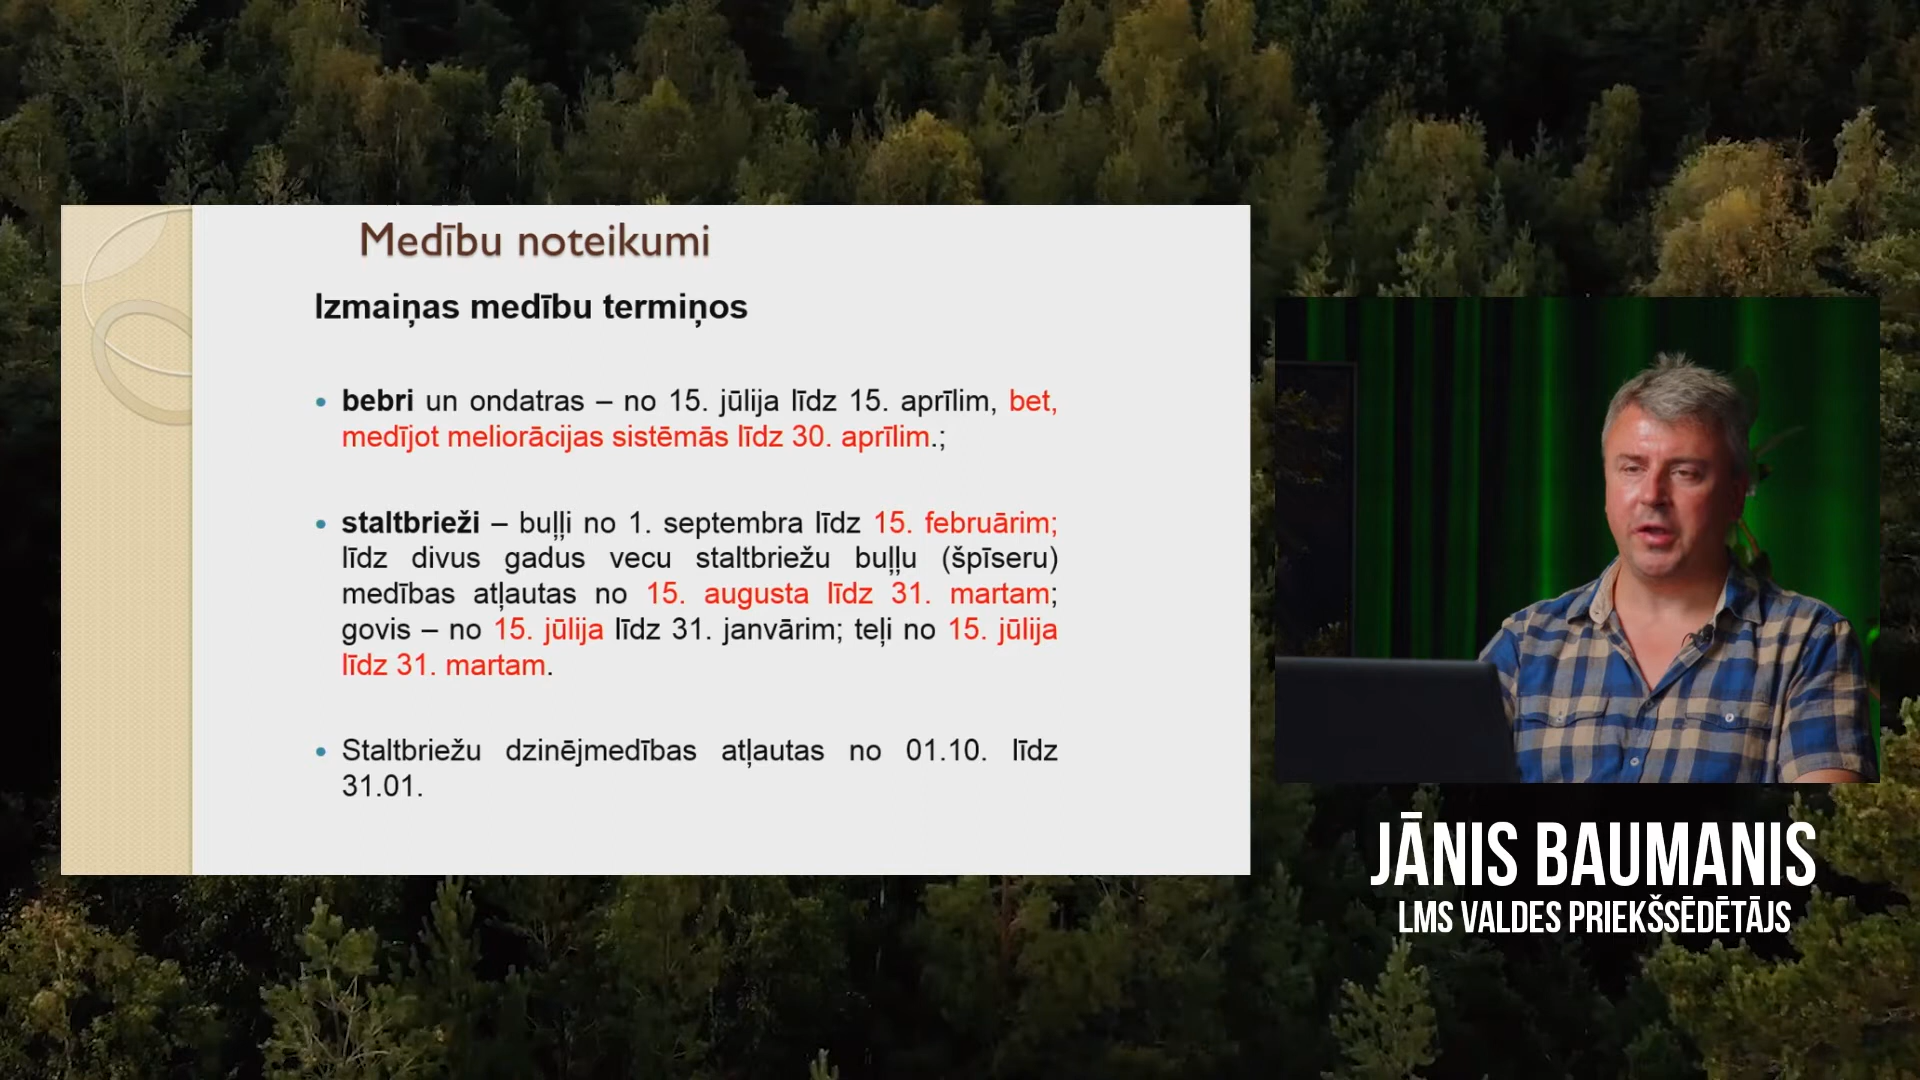 Medību noteikumi
Izmaiņas medību termiņos
• bebri un ondatras – no 15. jūlija līdz 15. aprīlim, bet,
medījot meliorācijas sistēmās līdz 30. aprīlim.;
• staltbrieži – buļļi no 1. septembra līdz 15. februārim;
līdz divus gadus vecu staltbriežu buļļu (špīseru)
medības atļautas no 15. augusta līdz 31. martam;
govis – no 15. jūlija līdz 31. janvārim; teļi no 15. jūlija
līdz 31. martam.
• Staltbriežu dzinējmedības atļautas no 01.10. līdz
31.01.
JĀNIS BAUMANIS
LMS VALDES PRIEKŠSĒDĒTĀJS